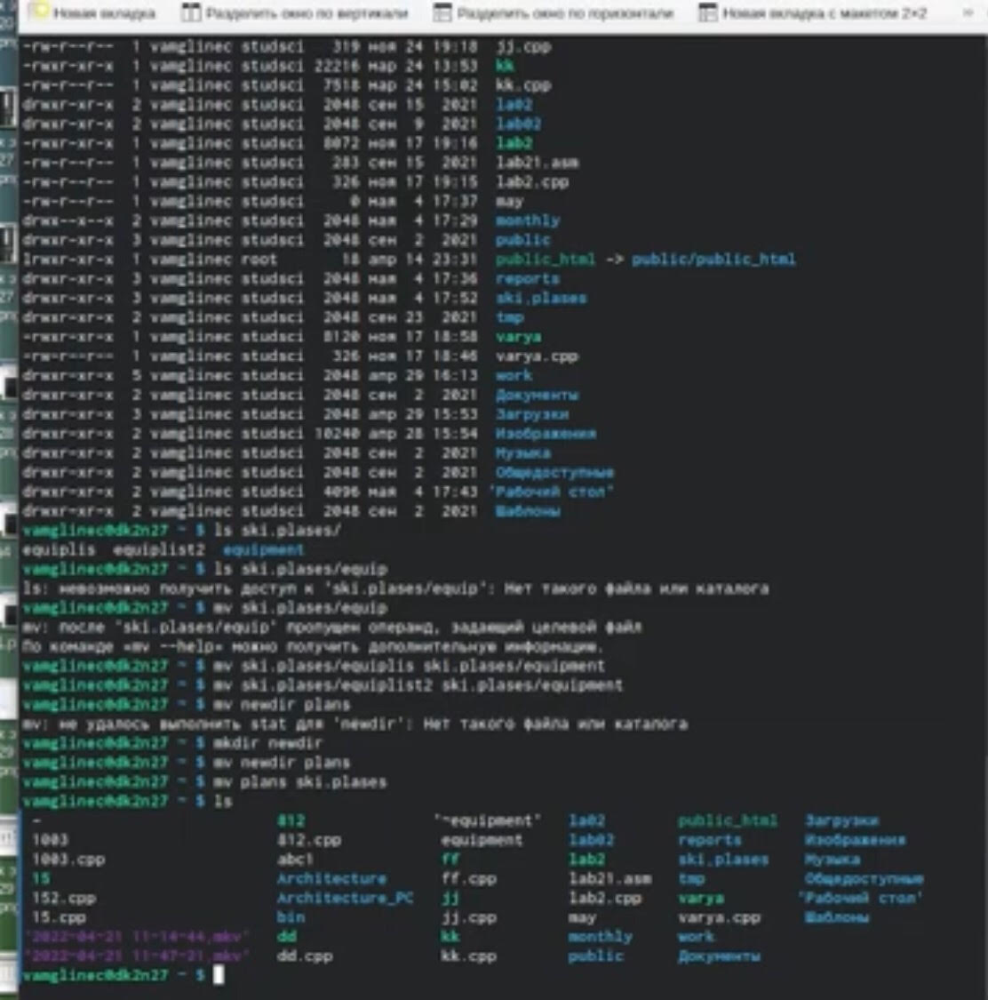 Новая вкладка Разделить окно по вертикали Разделить окно по горизонтали Новая вкладка с макетом 2×2 »
-rw-r--r-- 1 vamglinec studsci 319 ноя 24 19:18 jj.cpp
-rwxr-xr-x 1 vamglinec studsci 22216 мар 24 13:53 kk
-rw-r--r-- 1 vamglinec studsci 7518 мар 24 15:02 kk.cpp
drwxr-xr-x 2 vamglinec studsci 2048 сен 15 2021 la02
drwxr-xr-x 2 vamglinec studsci 2048 сен 9 2021 lab02
-rwxr-xr-x 1 vamglinec studsci 8072 ноя 17 19:16 lab2
-rw-r--r-- 1 vamglinec studsci 283 сен 15 2021 lab21.asm
-rw-r--r-- 1 vamglinec studsci 326 ноя 17 19:15 lab2.cpp
-rw-r--r-- 1 vamglinec studsci 0 мая 4 17:37 may
drwx--x--x 2 vamglinec studsci 2048 мая 4 17:29 monthly
drwxr-xr-x 3 vamglinec studsci 2048 сен 2 2021 public
lrwxr-xr-x 1 vamglinec root 18 апр 14 23:31 public_html -> public/public_html
drwxr-xr-x 3 vamglinec studsci 2048 мая 4 17:36 reports
drwxr-xr-x 3 vamglinec studsci 2048 мая 4 17:52 ski.plases
drwxr-xr-x 2 vamglinec studsci 2048 сен 23 2021 tmp
-rwxr-xr-x 1 vamglinec studsci 8120 ноя 17 18:58 varya
-rw-r--r-- 1 vamglinec studsci 326 ноя 17 18:46 varya.cpp
drwxr-xr-x 5 vamglinec studsci 2048 апр 29 16:13 work
drwxr-xr-x 2 vamglinec studsci 2048 сен 2 2021 Документы
drwxr-xr-x 3 vamglinec studsci 2048 апр 29 15:53 Загрузки
drwxr-xr-x 2 vamglinec studsci 10240 апр 28 15:54 Изображения
drwxr-xr-x 2 vamglinec studsci 2048 сен 2 2021 Музыка
drwxr-xr-x 2 vamglinec studsci 2048 сен 2 2021 Общедоступные
drwxr-xr-x 2 vamglinec studsci 4096 мая 4 17:43 'Рабочий стол'
drwxr-xr-x 2 vamglinec studsci 2048 сен 2 2021 Шаблоны
vamglinec@dk2n27 ~ $ ls ski.plases/
equiplis equiplist2 equipment
vamglinec@dk2n27 ~ $ ls ski.plases/equip
ls: невозможно получить доступ к 'ski.plases/equip': Нет такого файла или каталога
vamglinec@dk2n27 ~ $ mv ski.plases/equip
mv: после 'ski.plases/equip' пропущен операнд, задающий целевой файл
По команде «mv --help» можно получить дополнительную информацию.
vamglinec@dk2n27 ~ $ mv ski.plases/equiplis ski.plases/equipment
vamglinec@dk2n27 ~ $ mv ski.plases/equiplist2 ski.plases/equipment
vamglinec@dk2n27 ~ $ mv newdir plans
mv: не удалось выполнить stat для 'newdir': Нет такого файла или каталога
vamglinec@dk2n27 ~ $ mkdir newdir
vamglinec@dk2n27 ~ $ mv newdir plans
vamglinec@dk2n27 ~ $ mv plans ski.plases
vamglinec@dk2n27 ~ $ ls
~ 812 '~equipment' la02 public_html Загрузки
1003 812.cpp equipment lab02 reports Изображения
1003.cpp abc1 ff lab2 ski.plases Музыка
15 Architecture ff.cpp lab21.asm tmp Общедоступные
152.cpp Architecture_PC jj lab2.cpp varya 'Рабочий стол'
15.cpp bin jj.cpp may varya.cpp Шаблоны
'2022-04-21 11-14-44.mkv' dd kk monthly work
'2022-04-21 11-47-31.mkv' dd.cpp kk.cpp public Документы
vamglinec@dk2n27 ~ $